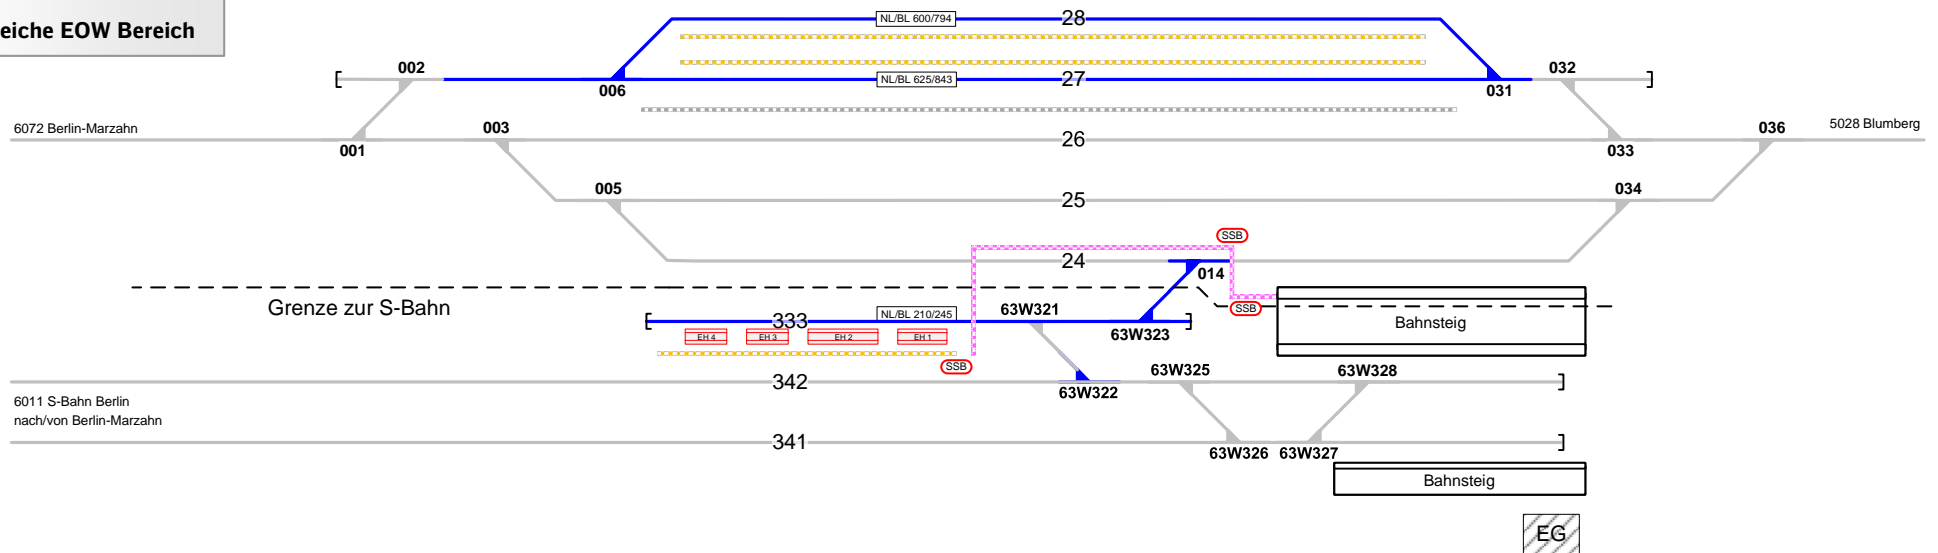 eiche EOW Bereich
NL/BL 600/794
28
002
006
NL/BL 625/843
27
031
032
6072 Berlin-Marzahn
001
003
26
033
036
5028 Blumberg
005
25
034
SSB
24
014
Grenze zur S-Bahn
SSB
333
NL/BL 210/245
63W321
63W323
Bahnsteig
EH 4
EH 3
EH 2
EH 1
SSB
342
63W322
63W325
63W328
6011 S-Bahn Berlin
nach/von Berlin-Marzahn
341
63W326
63W327
Bahnsteig
EG